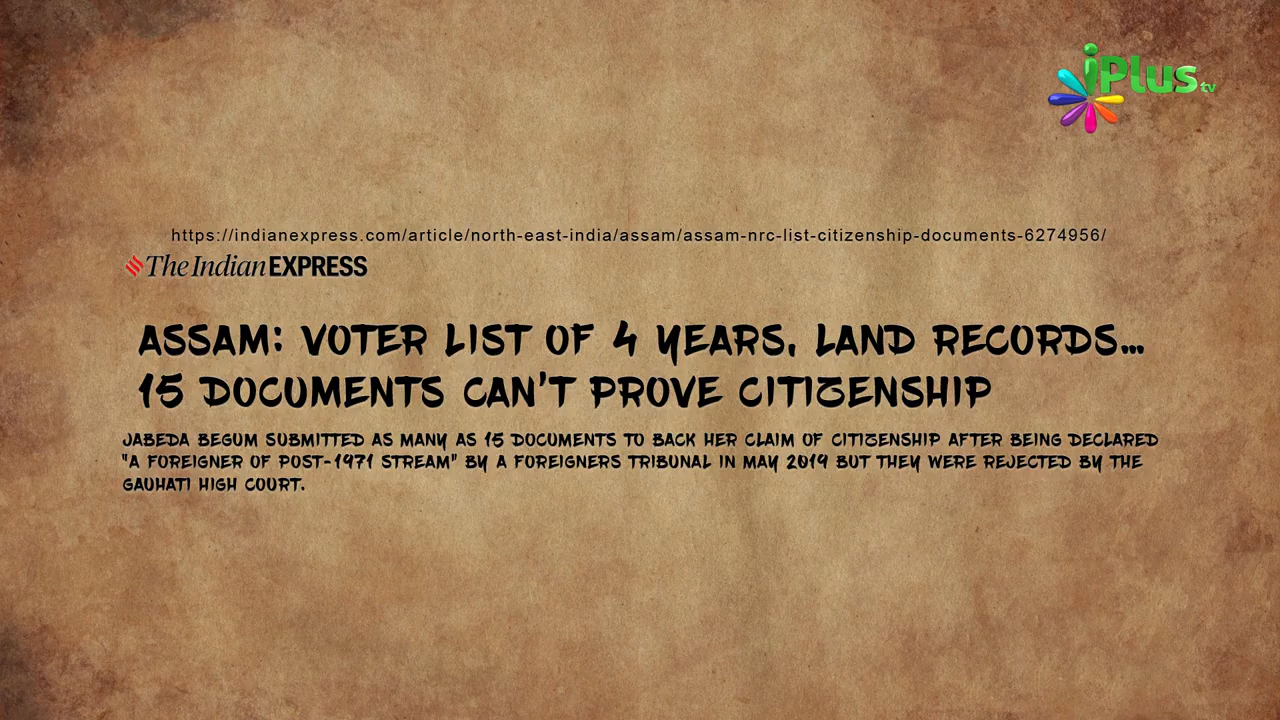 iPlus tv
https://indianexpress.com/article/north-east-india/assam/assam-nrc-list-citizenship-documents-6274956/
The Indian EXPRESS
ASSAM: VOTER LIST OF 4 YEARS, LAND RECORDS...
15 DOCUMENTS CAN'T PROVE CITIZENSHIP
JABEDA BEGUM SUBMITTED AS MANY AS 15 DOCUMENTS TO BACK HER CLAIM OF CITIZENSHIP AFTER BEING DECLARED
"A FOREIGNER OF POST-1971 STREAM" BY A FOREIGNERS TRIBUNAL IN MAY 2019 BUT THEY WERE REJECTED BY THE
GAUHATI HIGH COURT.